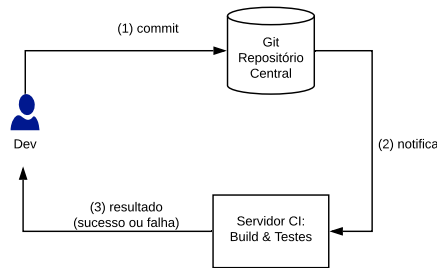 (1) commit
Git
Repositório
Central
Dev
(2) notifica
(3) resultado
(sucesso ou falha)
Servidor CI:
Build & Testes